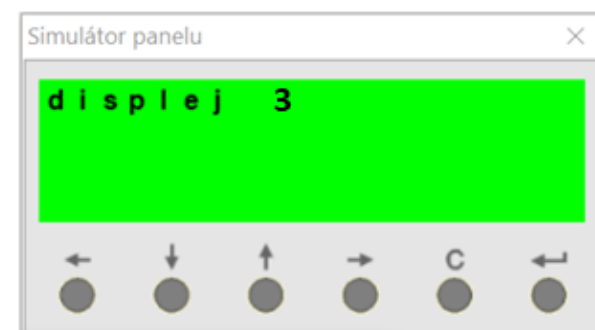 Simulátor panelu
displej 3
← ↓ ↑ → C ↵